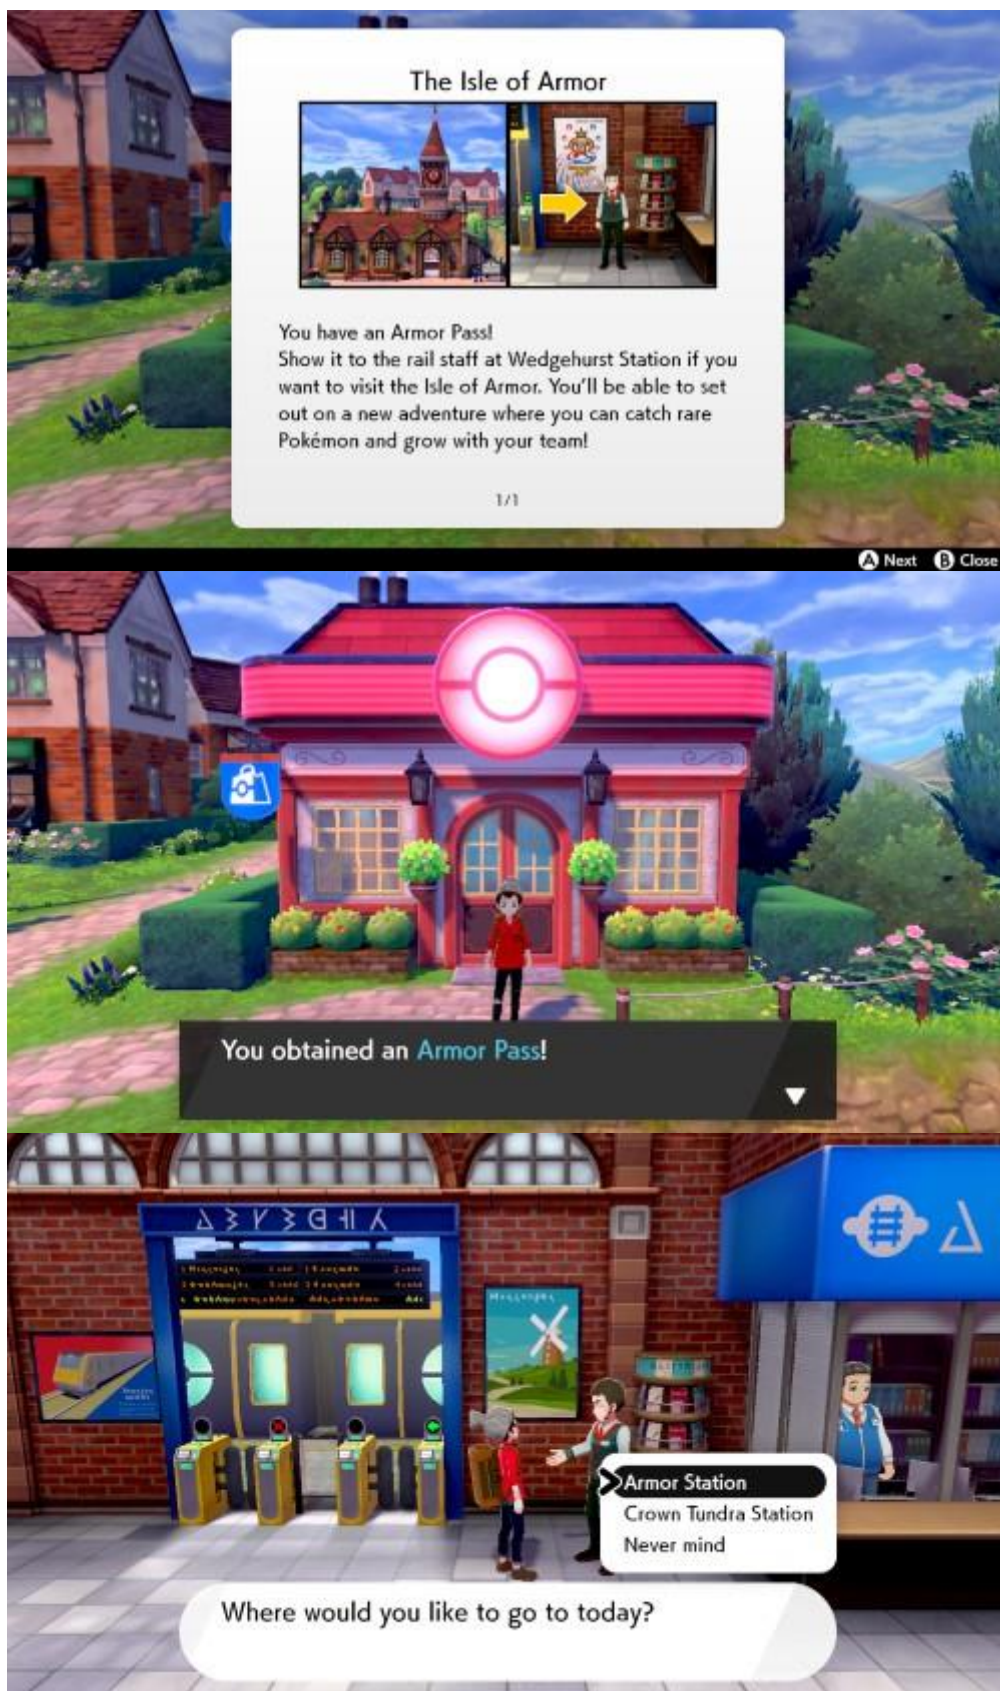 The Isle of Armor
You have an Armor Pass!
Show it to the rail staff at Wedgehurst Station if you
want to visit the Isle of Armor. You'll be able to set
out on a new adventure where you can catch rare
Pokémon and grow with your team!
1/1
A Next B Close
You obtained an Armor Pass!
Armor Station
Crown Tundra Station
Never mind
Where would you like to go to today?